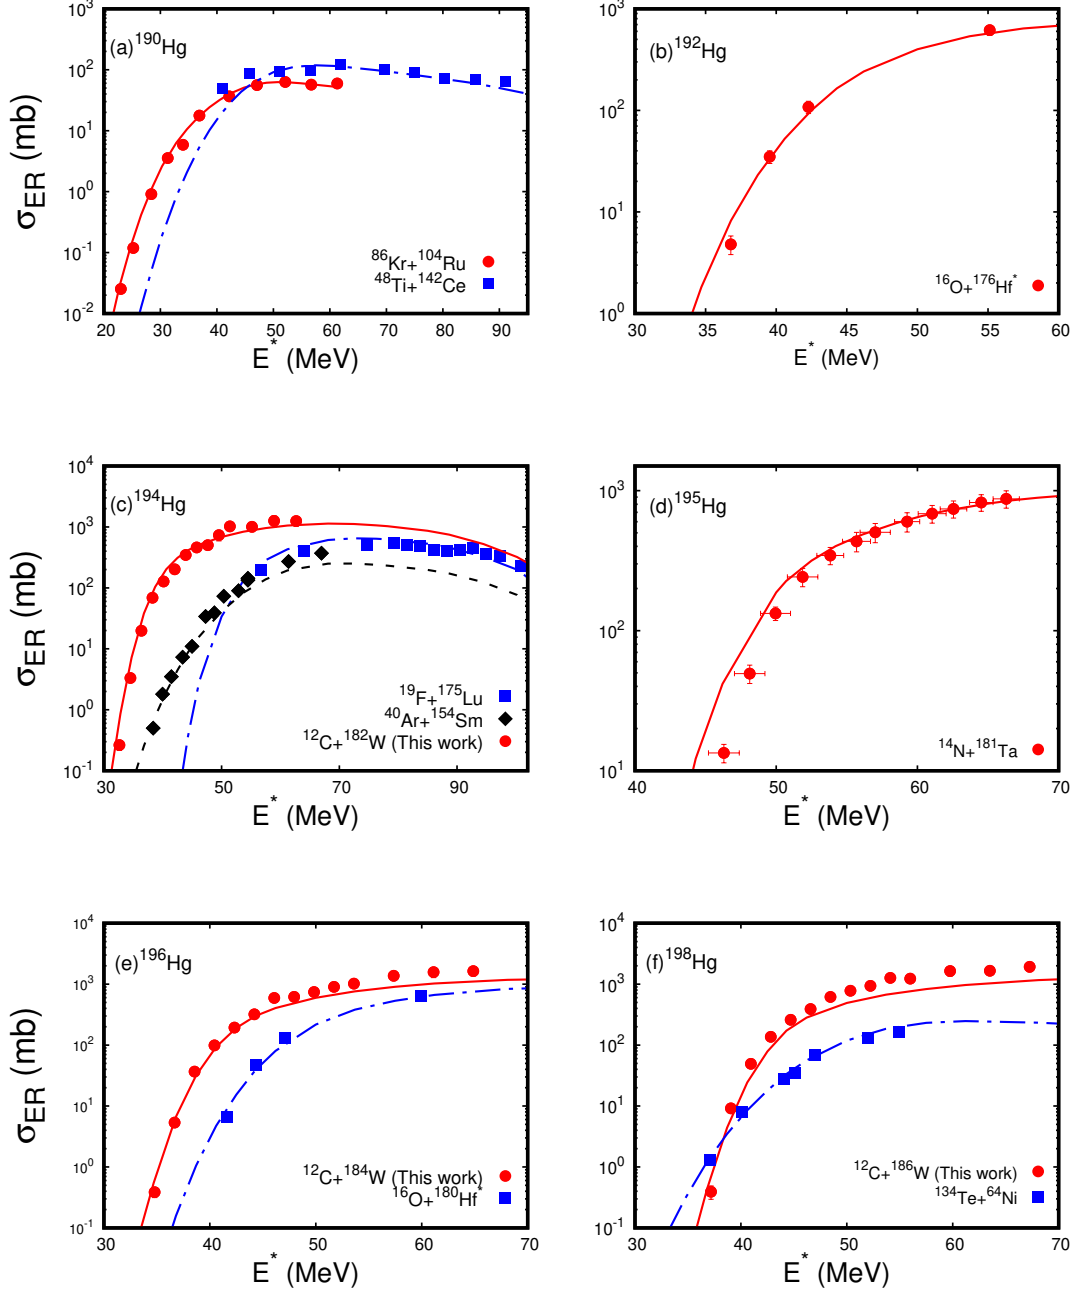 (a)¹⁹⁰Hg
σ_ER (mb)
10³
10²
10¹
10⁰
10⁻¹
10⁻²
⁸⁶Kr+¹⁰⁴Ru
⁴⁸Ti+¹⁴²Ce
20 30 40 50 60 70 80 90
E* (MeV)
(b)¹⁹²Hg
10³
10²
10¹
10⁰
¹⁶O+¹⁷⁶Hf*
30 35 40 45 50 55 60
E* (MeV)
(c)¹⁹⁴Hg
σ_ER (mb)
10⁴
10³
10²
10¹
10⁰
10⁻¹
¹⁹F+¹⁷⁵Lu
⁴⁰Ar+¹⁵⁴Sm
¹²C+¹⁸²W (This work)
30 50 70 90
E* (MeV)
(d)¹⁹⁵Hg
10³
10²
10¹
¹⁴N+¹⁸¹Ta
40 50 60 70
E* (MeV)
(e)¹⁹⁶Hg
σ_ER (mb)
10⁴
10³
10²
10¹
10⁰
10⁻¹
¹²C+¹⁸⁴W (This work)
¹⁶O+¹⁸⁰Hf*
30 40 50 60 70
E* (MeV)
(f)¹⁹⁸Hg
10⁴
10³
10²
10¹
10⁰
10⁻¹
¹²C+¹⁸⁶W (This work)
¹³⁴Te+⁶⁴Ni
30 40 50 60 70
E* (MeV)